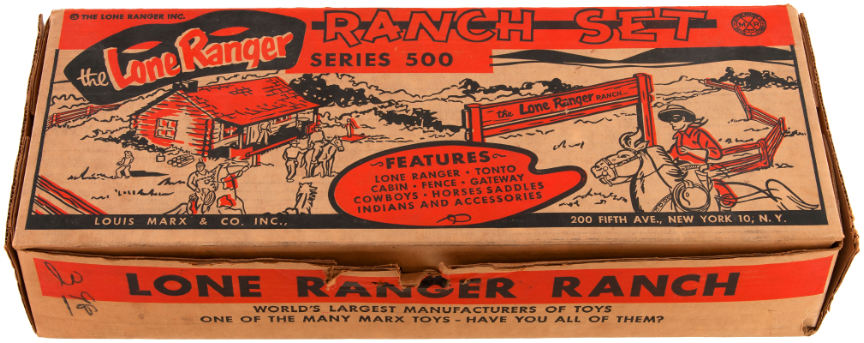 © THE LONE RANGER INC.
RANCH SET
MAR
the Lone Ranger
SERIES 500
the Lone Ranger RANCH
FEATURES
LONE RANGER • TONTO
CABIN • FENCE • GATEWAY
COWBOYS • HORSES SADDLES
INDIANS AND ACCESSORIES
LOUIS MARX & CO. INC.,
200 FIFTH AVE., NEW YORK 10, N. Y.
LONE RANGER RANCH
WORLD'S LARGEST MANUFACTURERS OF TOYS
ONE OF THE MANY MARX TOYS – HAVE YOU ALL OF THEM?